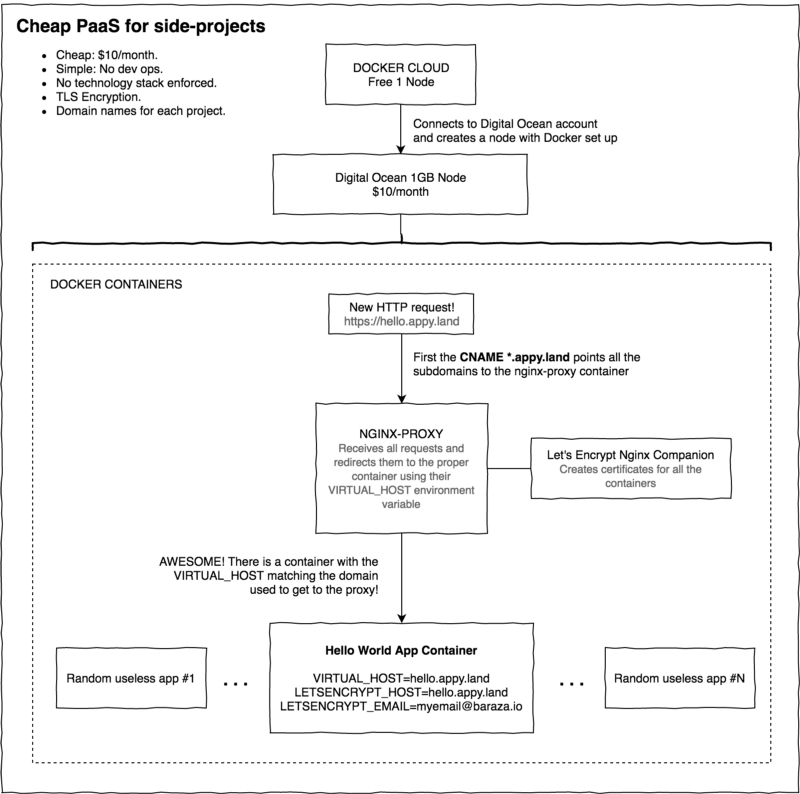 Cheap PaaS for side-projects
• Cheap: $10/month.
• Simple: No dev ops.
• No technology stack enforced.
• TLS Encryption.
• Domain names for each project.
DOCKER CLOUD
Free 1 Node
Connects to Digital Ocean account
and creates a node with Docker set up
Digital Ocean 1GB Node
$10/month
DOCKER CONTAINERS
New HTTP request!
https://hello.appy.land
First the CNAME *.appy.land points all the
subdomains to the nginx-proxy container
NGINX-PROXY
Receives all requests and
redirects them to the proper
container using their
VIRTUAL_HOST environment
variable
Let's Encrypt Nginx Companion
Creates certificates for all the
containers
AWESOME! There is a container with the
VIRTUAL_HOST matching the domain
used to get to the proxy!
Random useless app #1
. . .
Hello World App Container
VIRTUAL_HOST=hello.appy.land
LETSENCRYPT_HOST=hello.appy.land
LETSENCRYPT_EMAIL=myemail@baraza.io
. . .
Random useless app #N